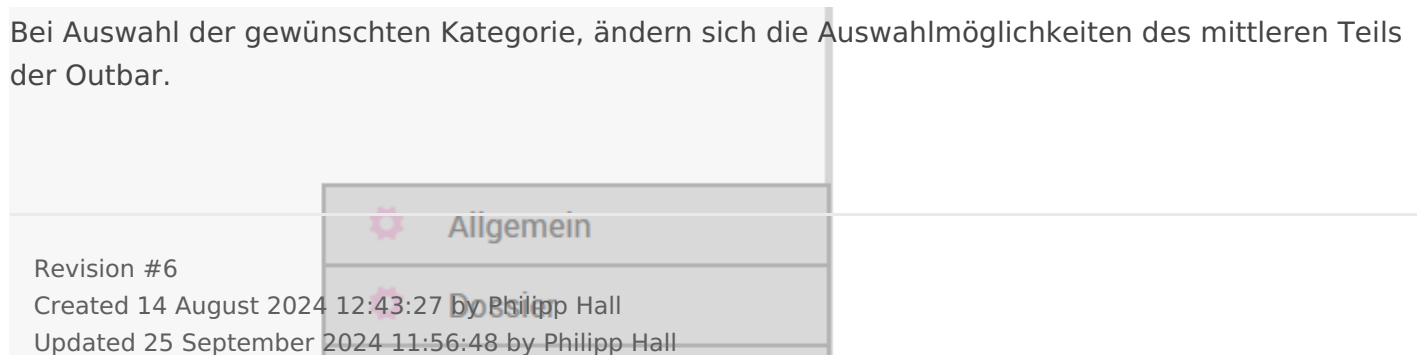 Bei Auswahl der gewünschten Kategorie, ändern sich die Auswahlmöglichkeiten des mittleren Teils
der Outbar.
Allgemein
Revision #6
Created 14 August 2024 12:43:27 by Philipp Hall
Dossier
Updated 25 September 2024 11:56:48 by Philipp Hall